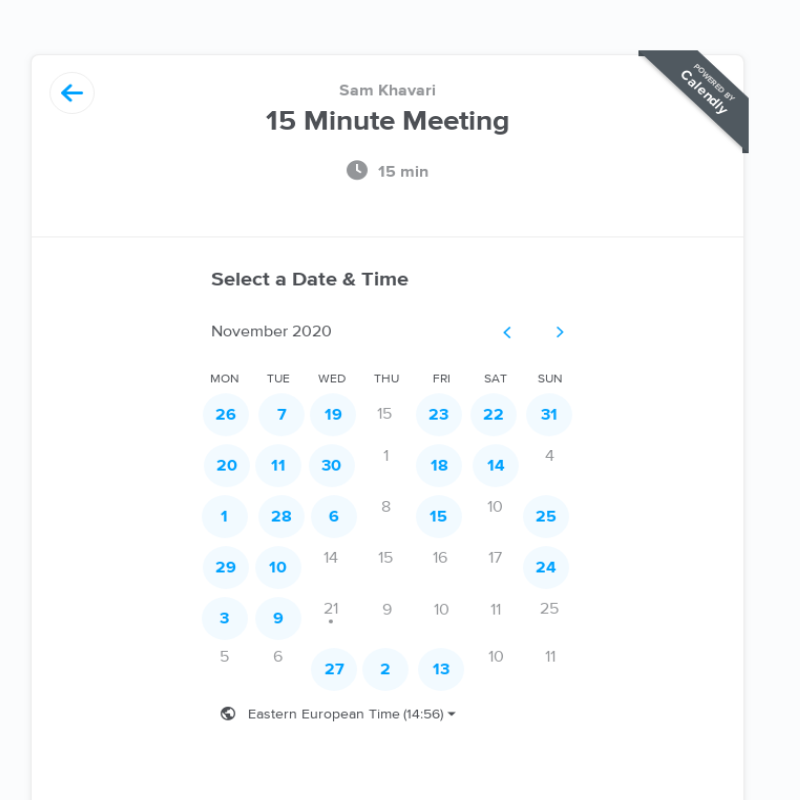 POWERED BY
Calendly
Sam Khavari
15 Minute Meeting
15 min
Select a Date & Time
November 2020
MON TUE WED THU FRI SAT SUN
26 7 19 15 23 22 31
20 11 30 1 18 14 4
1 28 6 8 15 10 25
29 10 14 15 16 17 24
3 9 21 9 10 11 25
5 6 27 2 13 10 11
Eastern European Time (14:56)